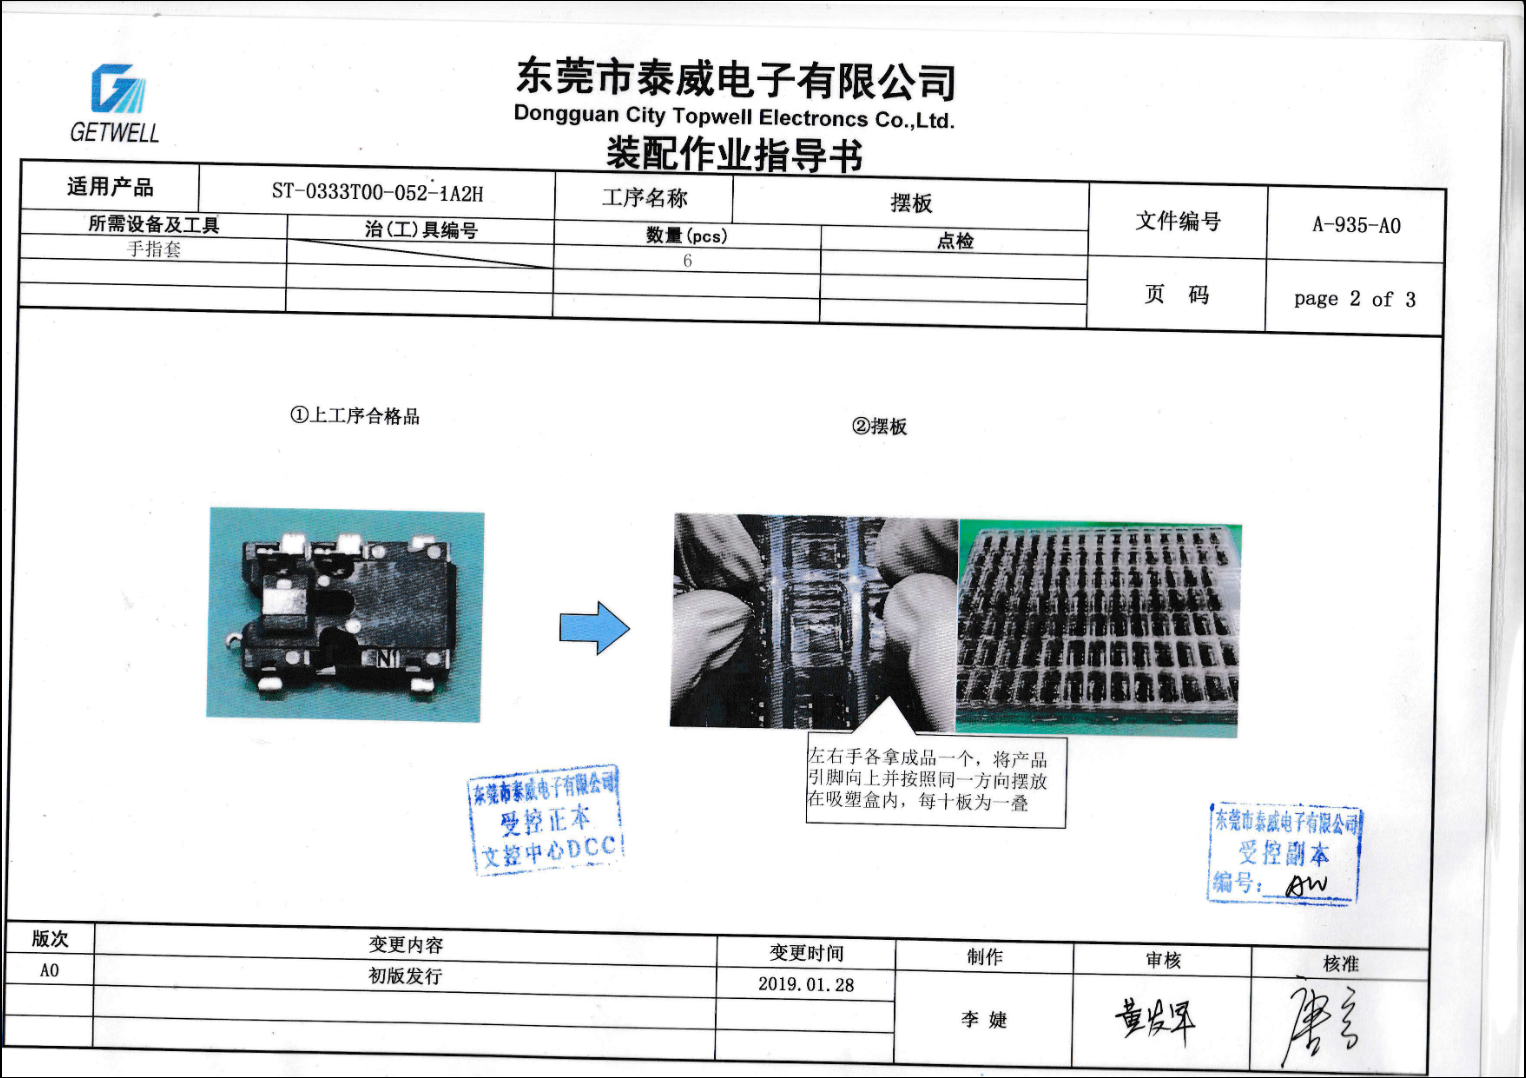 GETWELL
东莞市泰威电子有限公司
Dongguan City Topwell Electroncs Co.,Ltd.
装配作业指导书
适用产品 ST-0333T00-052-1A2H 工序名称 摆板 文件编号 A-935-A0
所需设备及工具 治(工)具编号 数量(pcs) 点检
手指套 6
页 码 page 2 of 3
①上工序合格品
②摆板
N1
左右手各拿成品一个，将产品
引脚向上并按照同一方向摆放
在吸塑盒内，每十板为一叠
东莞市泰威电子有限公司
受控正本
文控中心DCC
东莞市泰威电子有限公司
受控副本
编号：
版次 变更内容 变更时间 制作 审核 核准
A0 初版发行 2019.01.28
李 婕 黄发军